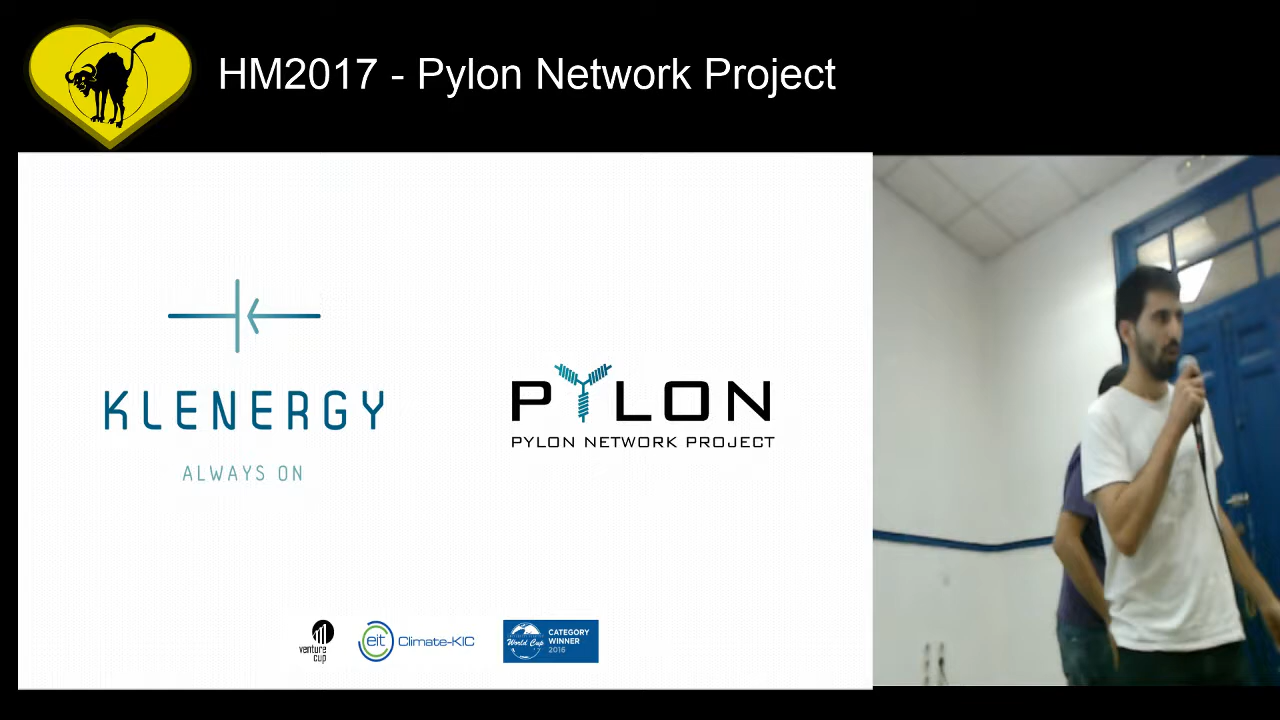 HM2017 - Pylon Network Project
KLENERGY
ALWAYS ON
PYLON
PYLON NETWORK PROJECT
venture
cup
eit Climate-KIC
World Cup
CATEGORY
WINNER
2016